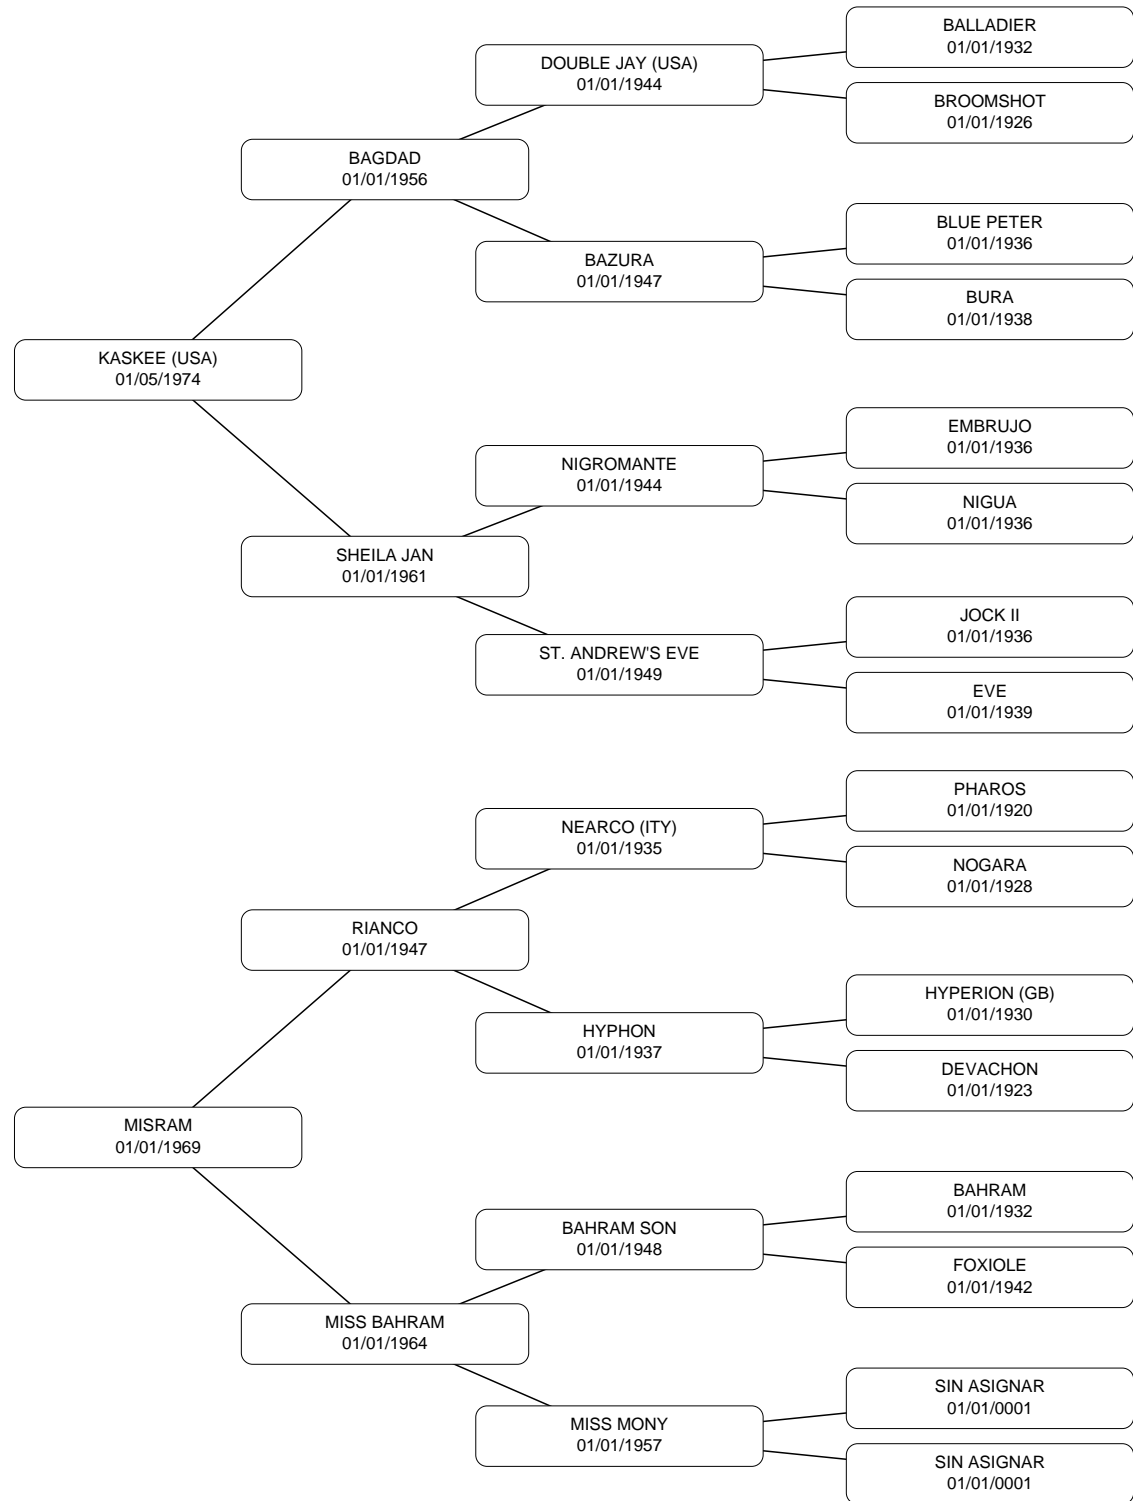 BALLADIER
01/01/1932
DOUBLE JAY (USA)
01/01/1944
BROOMSHOT
01/01/1926
BAGDAD
01/01/1956
BLUE PETER
01/01/1936
BAZURA
01/01/1947
BURA
01/01/1938
KASKEE (USA)
01/05/1974
EMBRUJO
01/01/1936
NIGROMANTE
01/01/1944
NIGUA
01/01/1936
SHEILA JAN
01/01/1961
JOCK II
01/01/1936
ST. ANDREW'S EVE
01/01/1949
EVE
01/01/1939
PHAROS
01/01/1920
NEARCO (ITY)
01/01/1935
NOGARA
01/01/1928
RIANCO
01/01/1947
HYPERION (GB)
01/01/1930
HYPHON
01/01/1937
DEVACHON
01/01/1923
MISRAM
01/01/1969
BAHRAM
01/01/1932
BAHRAM SON
01/01/1948
FOXIOLE
01/01/1942
MISS BAHRAM
01/01/1964
SIN ASIGNAR
01/01/0001
MISS MONY
01/01/1957
SIN ASIGNAR
01/01/0001